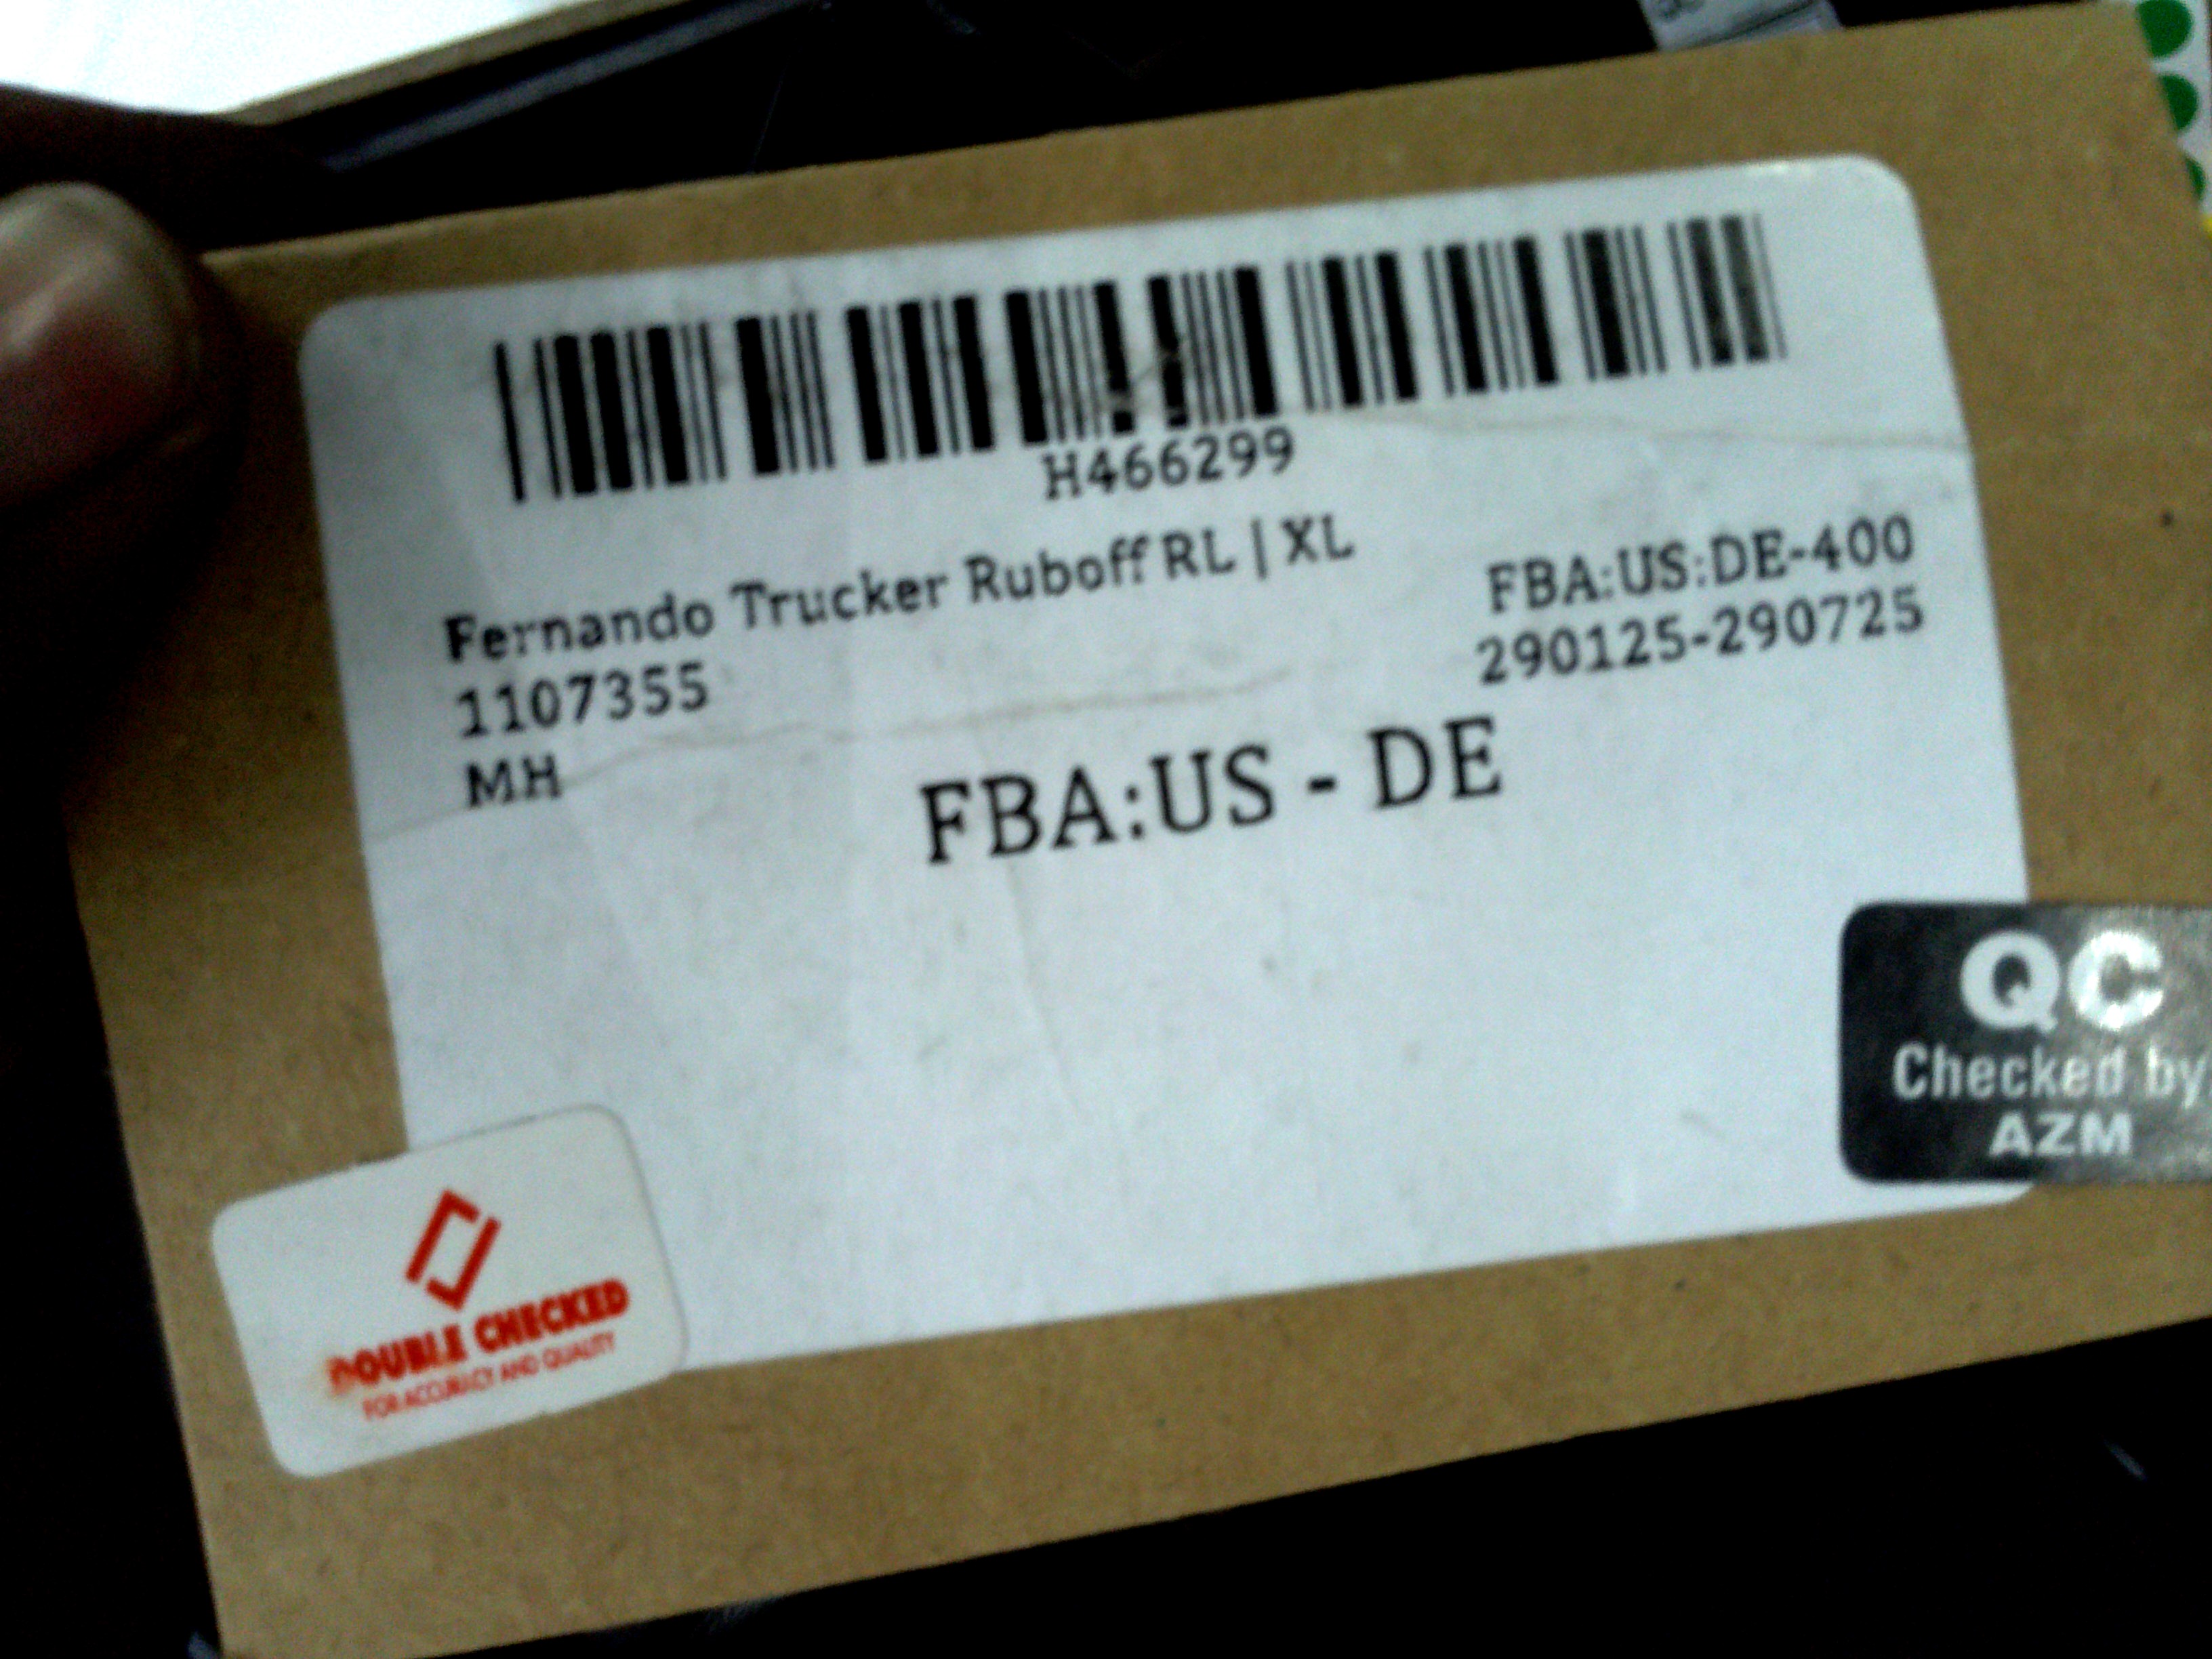 H466299
Fernando Trucker Ruboff RL | XL
1107355
MH
FBA:US:DE-400
290125-290725
FBA:US - DE
QC
Checked by
AZM
DOUBLE CHECKED
FOR ACCURACY AND QUALITY